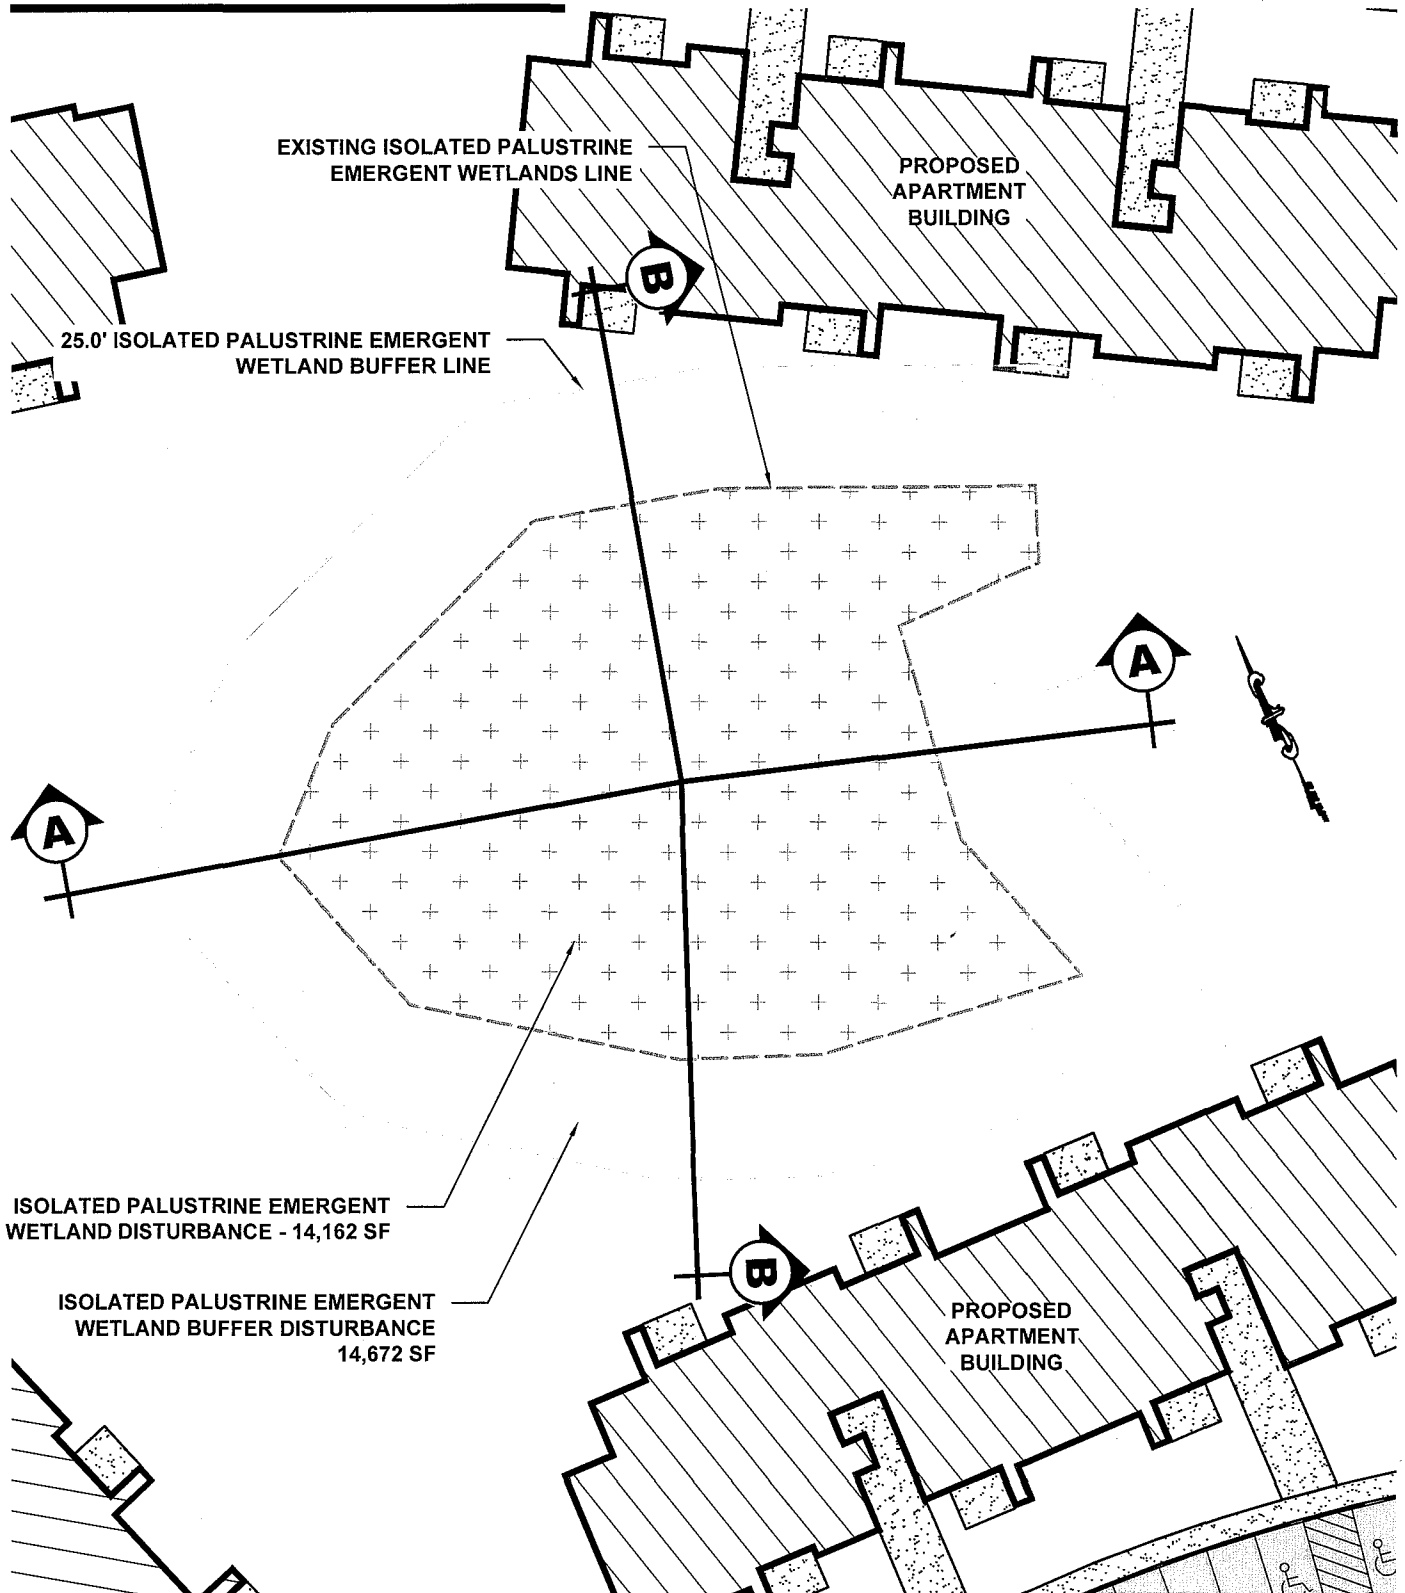 EXISTING ISOLATED PALUSTRINE
EMERGENT WETLANDS LINE
PROPOSED
APARTMENT
BUILDING
B
25.0' ISOLATED PALUSTRINE EMERGENT
WETLAND BUFFER LINE
A
A
ISOLATED PALUSTRINE EMERGENT
WETLAND DISTURBANCE - 14,162 SF
B
ISOLATED PALUSTRINE EMERGENT
WETLAND BUFFER DISTURBANCE
14,672 SF
PROPOSED
APARTMENT
BUILDING